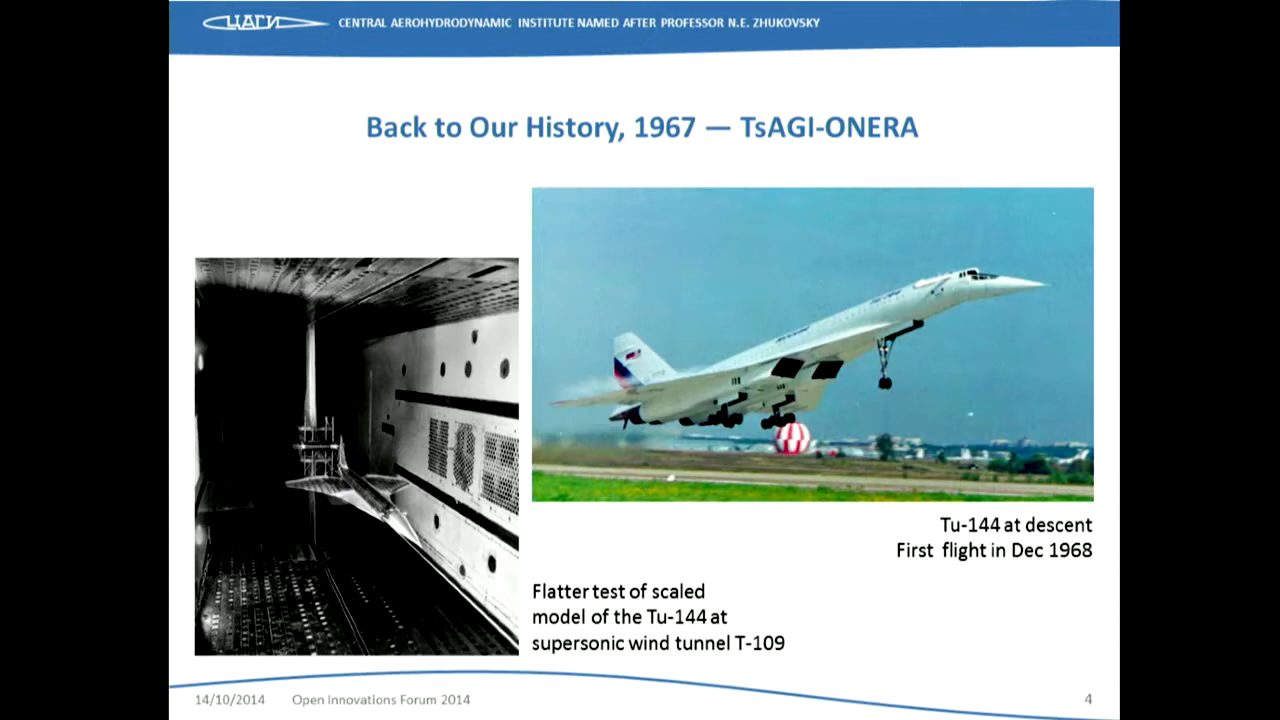 ЦАГИ
CENTRAL AEROHYDRODYNAMIC INSTITUTE NAMED AFTER PROFESSOR N.E. ZHUKOVSKY
Back to Our History, 1967 — TsAGI-ONERA
Tu-144 at descent
First flight in Dec 1968
Flatter test of scaled
model of the Tu-144 at
supersonic wind tunnel T-109
14/10/2014 Open Innovations Forum 2014
4